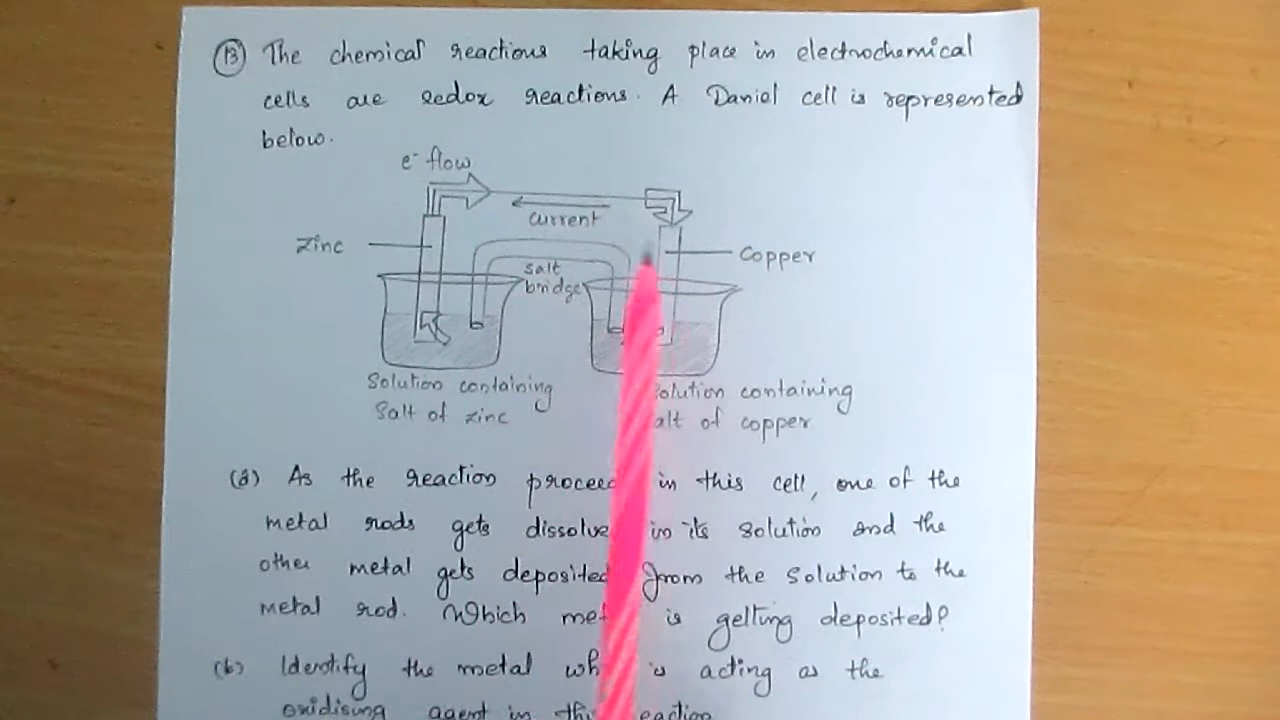 13 The chemical reactions taking place in electrochemical
cells are redox reactions. A Daniel cell is represented
below.
e⁻ flow
current
Zinc
Copper
salt
bridge
Solution containing
Salt of zinc
olution containing
alt of copper
(a) As the reaction proceed in this cell, one of the
metal rods gets dissolve in its solution and the
other metal gets deposited from the solution to the
metal rod. Which met is getting deposited?
(b) Identify the metal wh is acting as the
oxidising agent in thi eaction